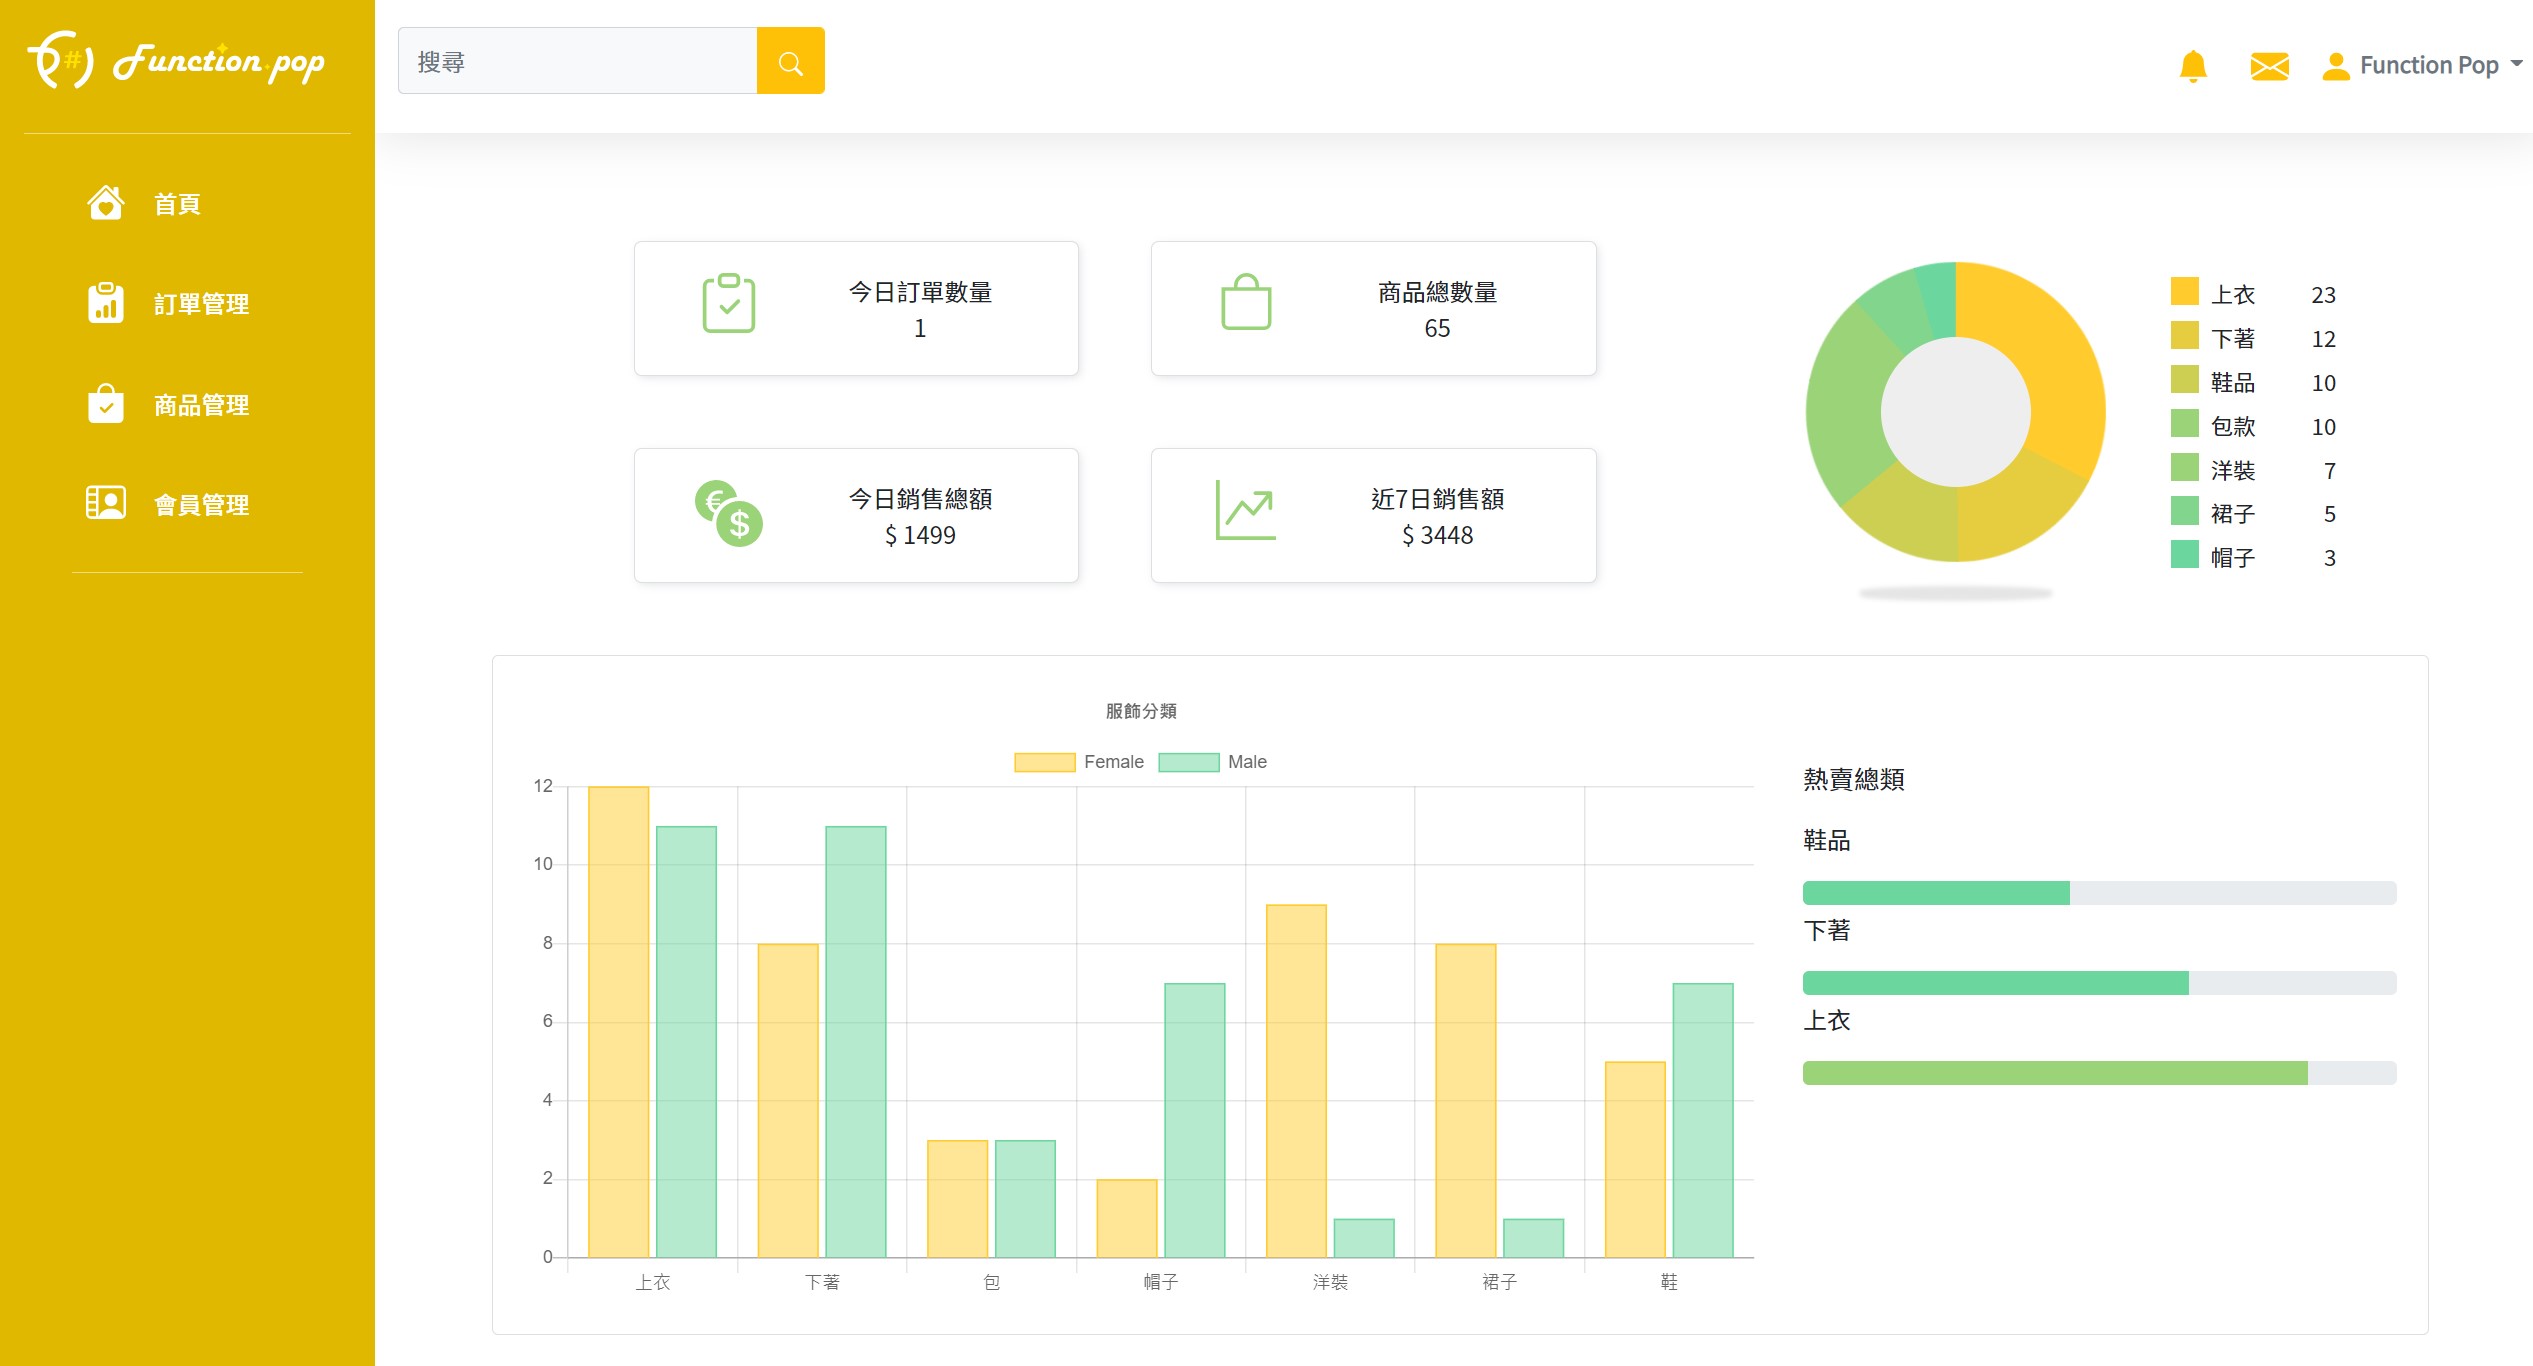 Function.pop
搜尋
Function Pop
首頁
訂單管理
商品管理
會員管理
今日訂單數量
1
商品總數量
65
今日銷售總額
$ 1499
近7日銷售額
$ 3448
上衣 23
下著 12
鞋品 10
包款 10
洋裝 7
裙子 5
帽子 3
服飾分類
Female Male
12
10
8
6
4
2
0
上衣 下著 包 帽子 洋裝 裙子 鞋
熱賣總類
鞋品
下著
上衣